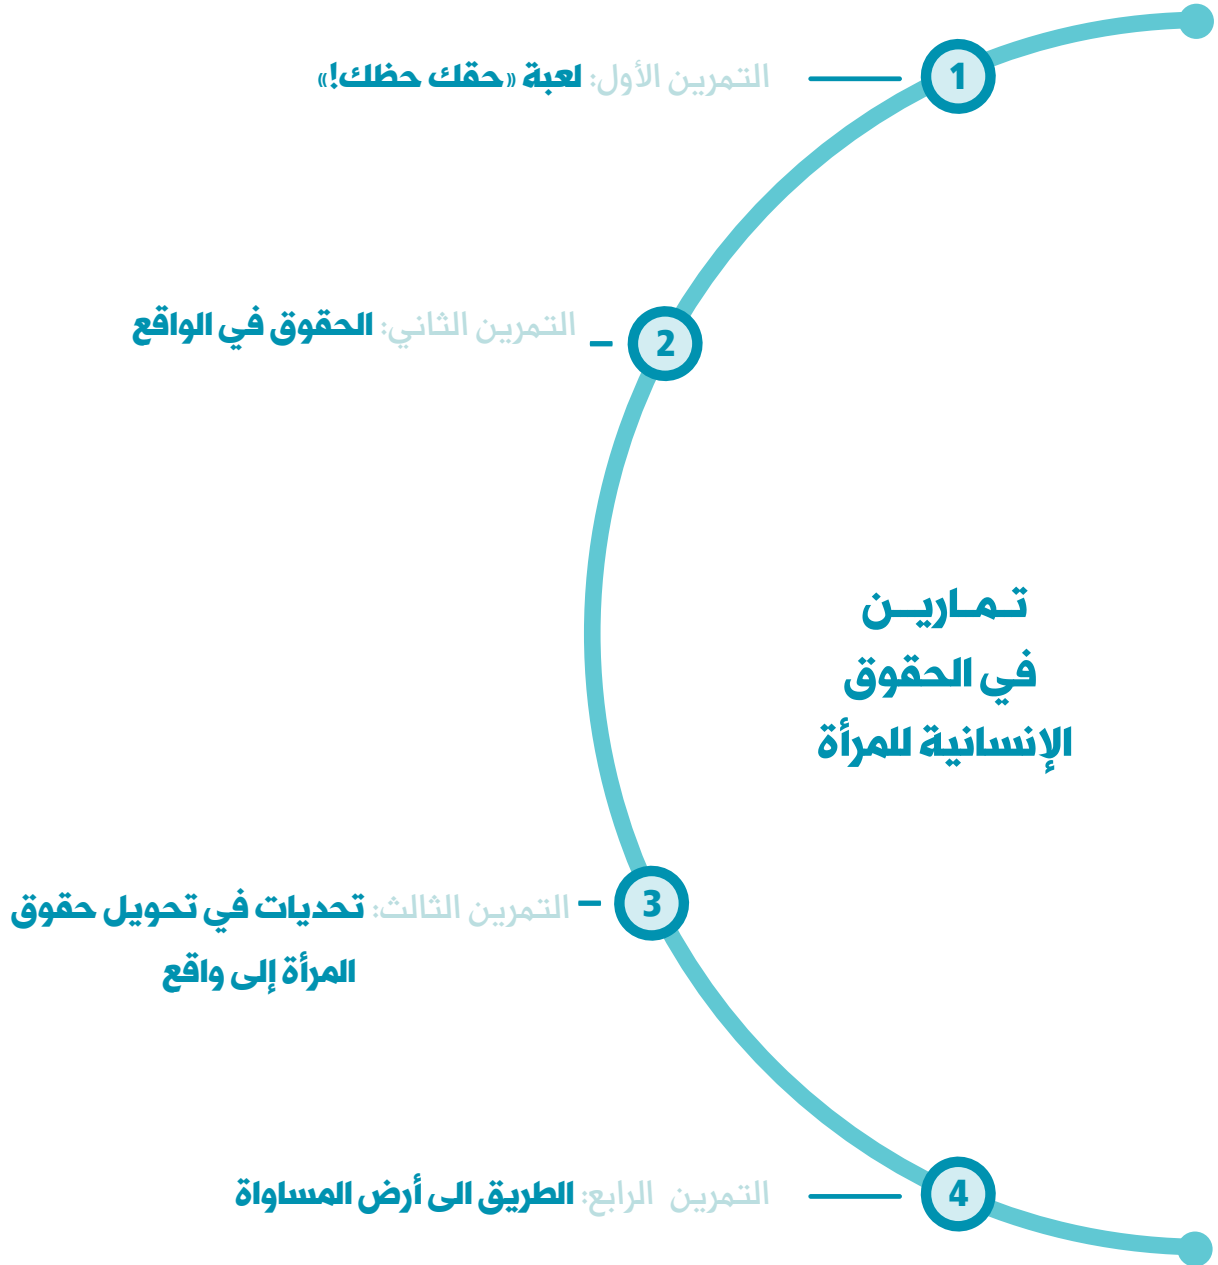 1
التمرين الأول: لعبة «حقك حظك!»
2
التمرين الثاني: الحقوق في الواقع
تـمـاريـن
في الحقوق
الإنسانية للمرأة
3
التمرين الثالث: تحديات في تحويل حقوق
المرأة إلى واقع
4
التمرين الرابع: الطريق الى أرض المساواة